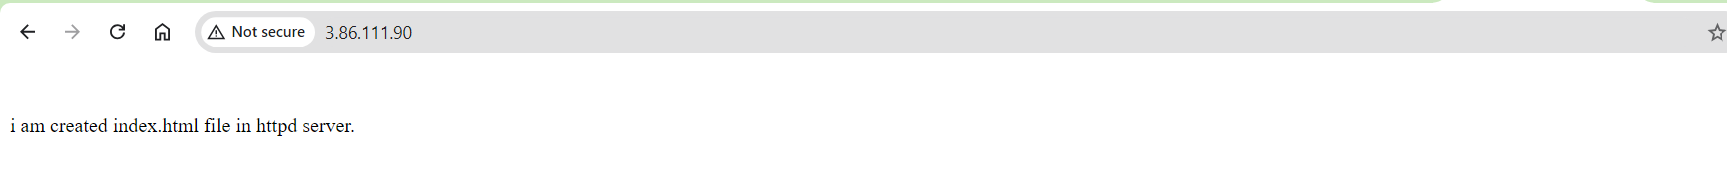 Not secure 3.86.111.90
i am created index.html file in httpd server.